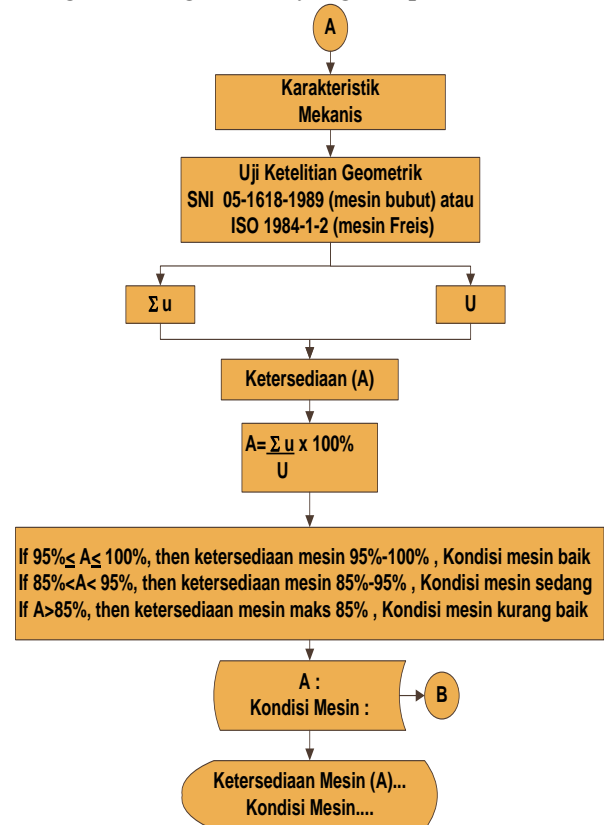 A
Karakteristik
Mekanis
Uji Ketelitian Geometrik
SNI 05-1618-1989 (mesin bubut) atau
ISO 1984-1-2 (mesin Freis)
Σ u
U
Ketersediaan (A)
A= Σ u x 100%
U
If 95%≤ A≤ 100%, then ketersediaan mesin 95%-100% , Kondisi mesin baik
If 85%<A< 95%, then ketersediaan mesin 85%-95% , Kondisi mesin sedang
If A>85%, then ketersediaan mesin maks 85% , Kondisi mesin kurang baik
A :
Kondisi Mesin :
B
Ketersediaan Mesin (A)...
Kondisi Mesin....